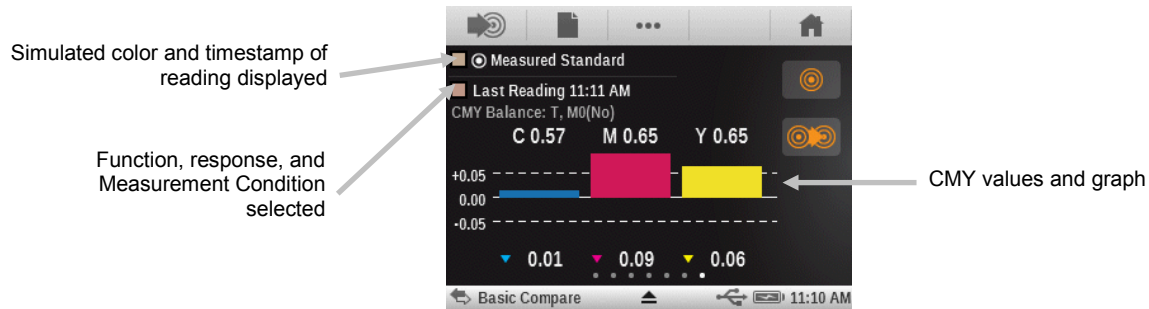 Simulated color and timestamp of
reading displayed
Function, response, and
Measurement Condition
selected
Measured Standard
Last Reading 11:11 AM
CMY Balance: T, M0(No)
C 0.57 M 0.65 Y 0.65
+0.05
0.00
-0.05
0.01 0.09 0.06
Basic Compare 11:10 AM
CMY values and graph